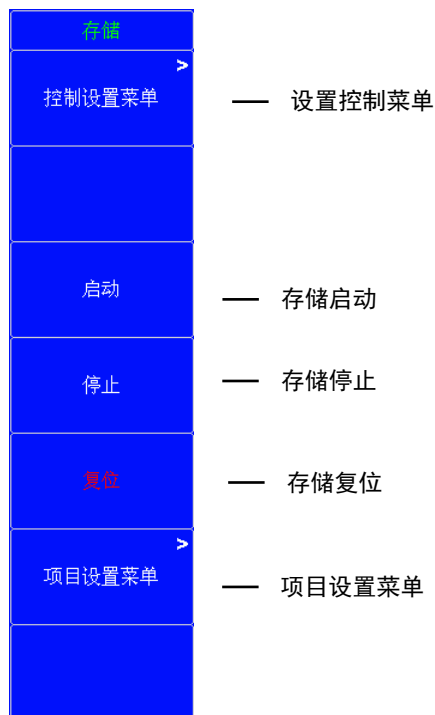 存储
>
控制设置菜单 — 设置控制菜单
启动 — 存储启动
停止 — 存储停止
复位 — 存储复位
>
项目设置菜单 — 项目设置菜单